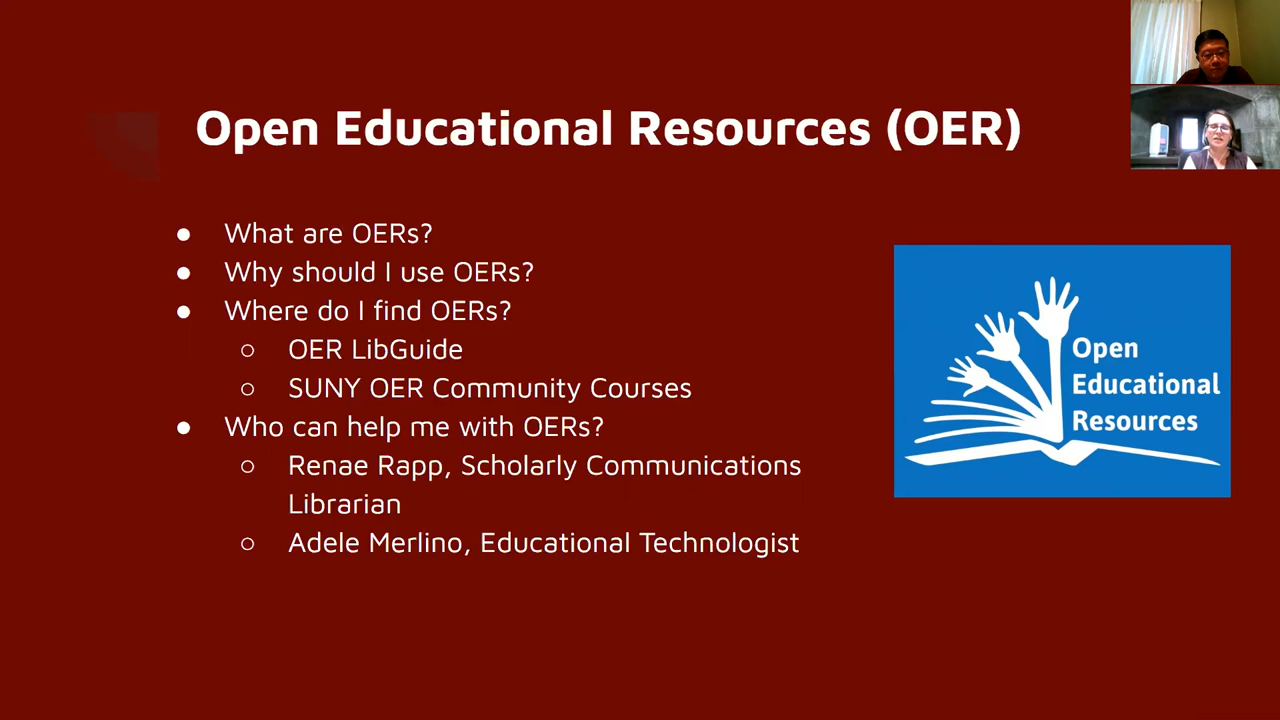 Open Educational Resources (OER)
● What are OERs?
● Why should I use OERs?
● Where do I find OERs?
○ OER LibGuide
○ SUNY OER Community Courses
● Who can help me with OERs?
○ Renae Rapp, Scholarly Communications
Librarian
○ Adele Merlino, Educational Technologist
Open
Educational
Resources